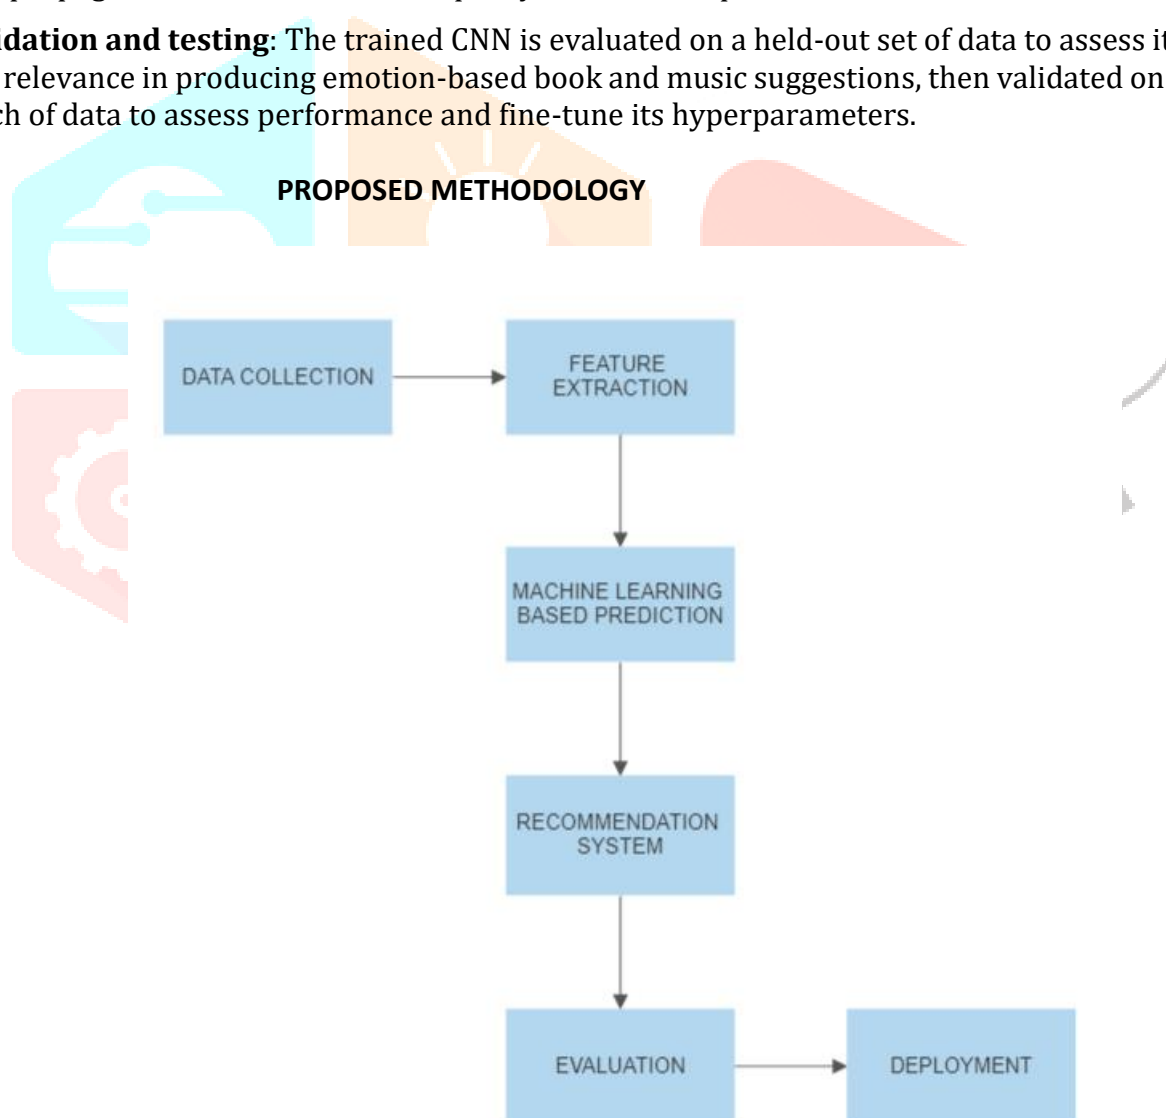 idation and testing: The trained CNN is evaluated on a held-out set of data to assess it
relevance in producing emotion-based book and music suggestions, then validated on
ch of data to assess performance and fine-tune its hyperparameters.
PROPOSED METHODOLOGY
DATA COLLECTION
FEATURE
EXTRACTION
MACHINE LEARNING
BASED PREDICTION
RECOMMENDATION
SYSTEM
EVALUATION
DEPLOYMENT